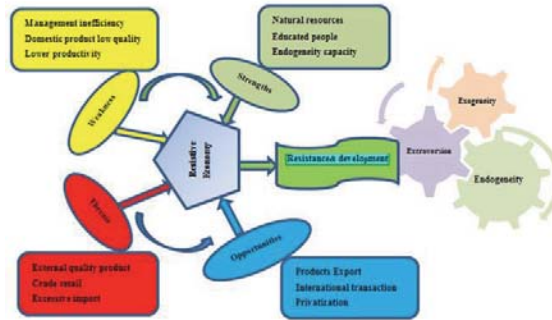 Management inefficiency
Domestic product low quality
Lower productivity
Natural resources
Educated people
Endogeneity capacity
Weakness
Strengths
Exogeneity
Extroversion
Endogeneity
Resistive
Economy
Resistance& development
Threats
Opportunities
External quality product
Crude retail
Excessive import
Products Export
International transaction
Privatization